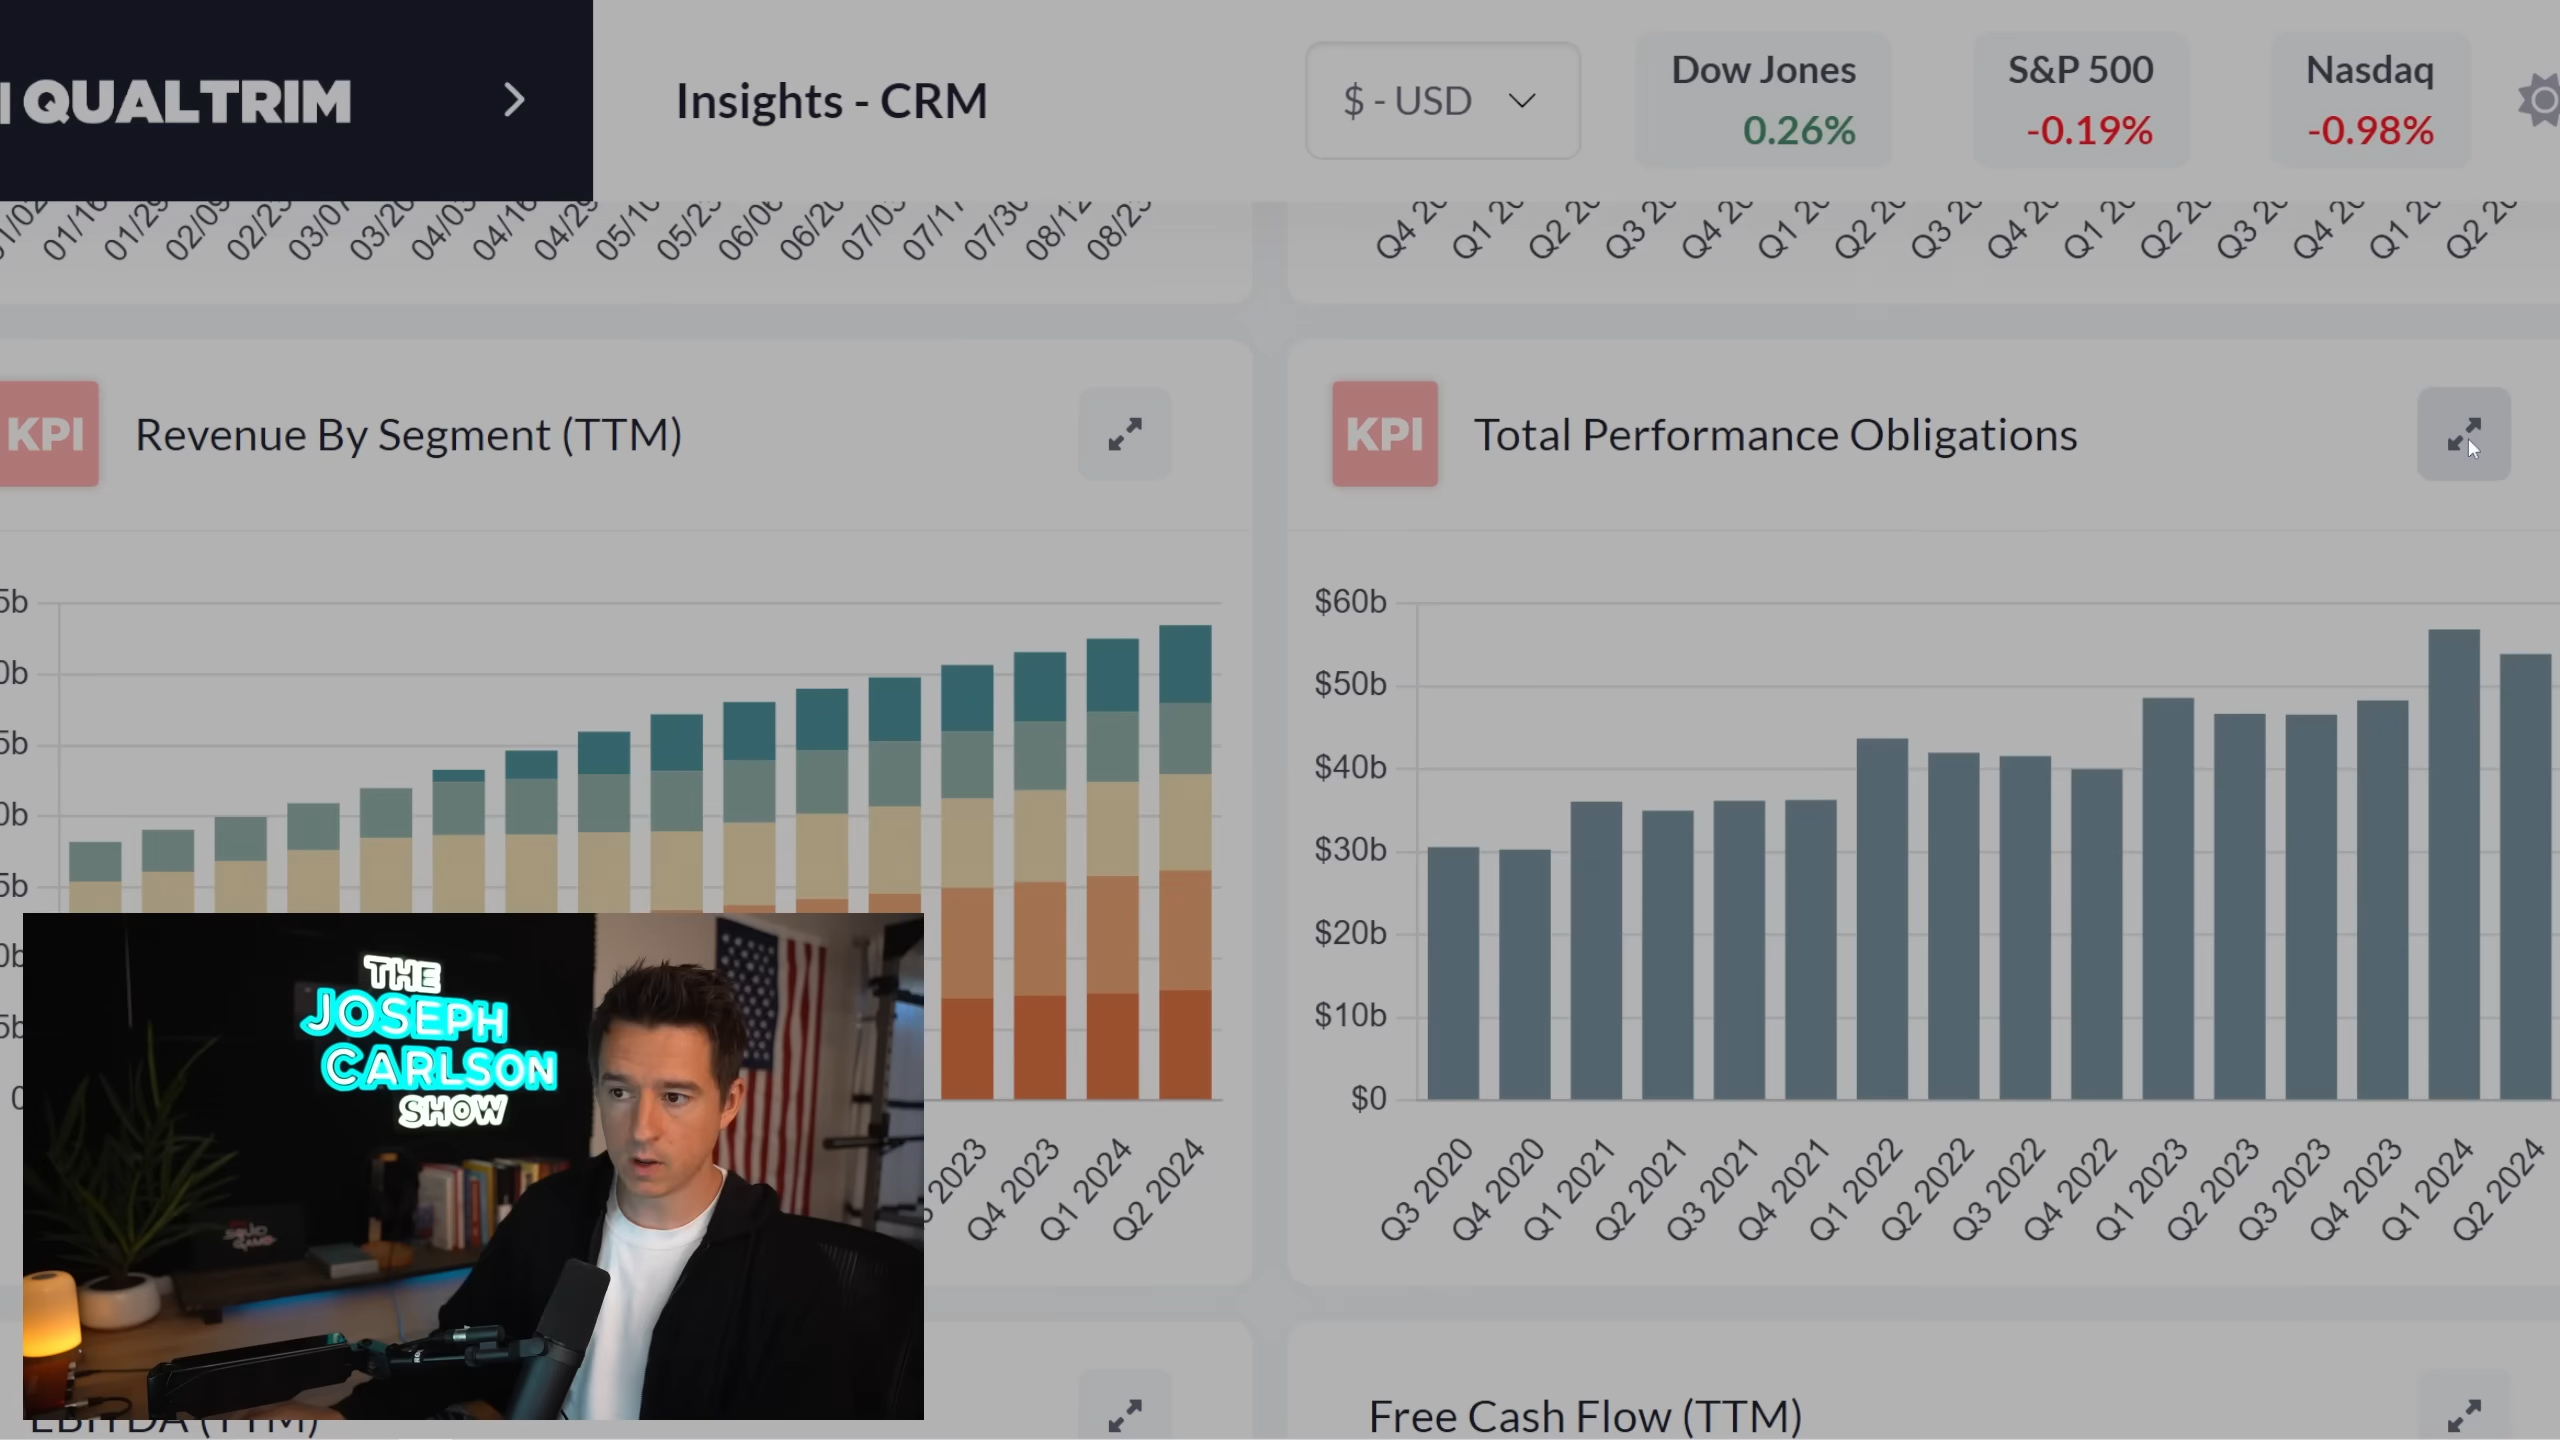 QUALTRIM
Insights - CRM
$ - USD
Dow Jones
0.26%
S&P 500
-0.19%
Nasdaq
-0.98%
KPI
Revenue By Segment (TTM)
KPI
Total Performance Obligations
$60b
$50b
$40b
$30b
$20b
$10b
$0
Q4 2023
Q1 2024
Q2 2024
Q3 2020
Q4 2020
Q1 2021
Q2 2021
Q3 2021
Q4 2021
Q1 2022
Q2 2022
Q3 2022
Q4 2022
Q1 2023
Q2 2023
Q3 2023
Q4 2023
Q1 2024
Q2 2024
THE
JOSEPH
CARLSON
SHOW
EBITDA (TTM)
Free Cash Flow (TTM)